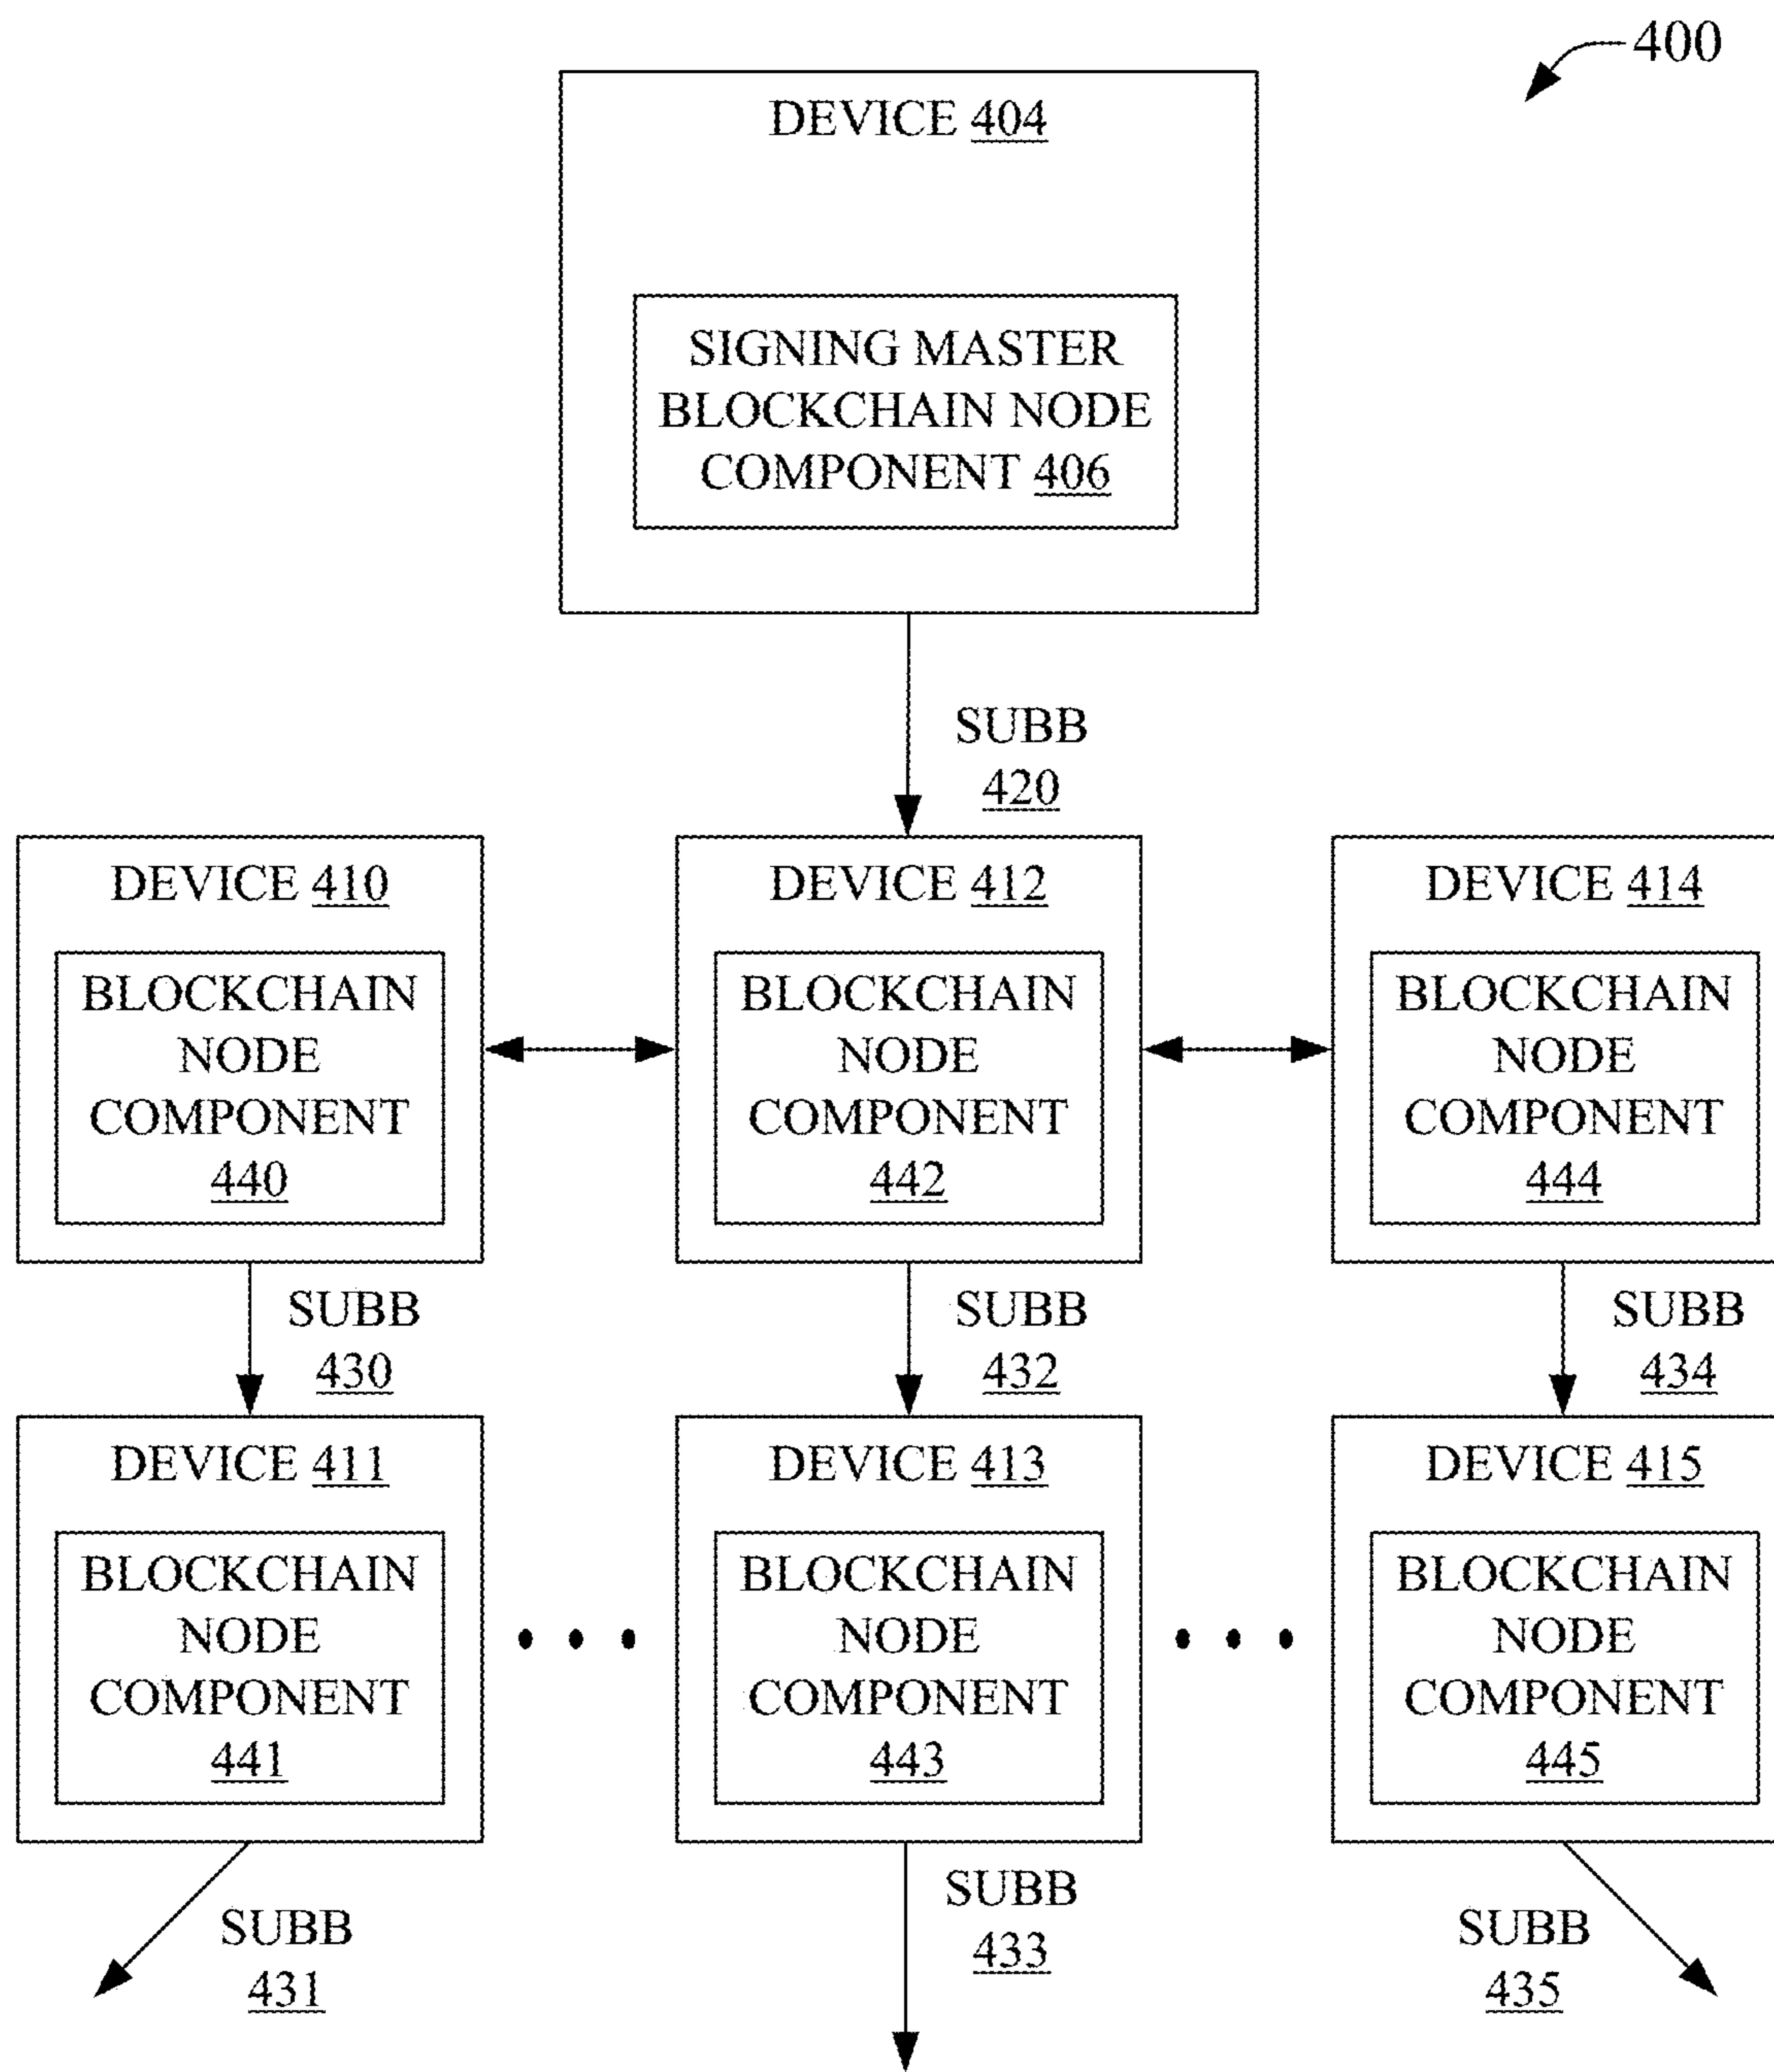 400
DEVICE 404
SIGNING MASTER
BLOCKCHAIN NODE
COMPONENT 406
SUBB
420
DEVICE 410
BLOCKCHAIN
NODE
COMPONENT
440
DEVICE 412
BLOCKCHAIN
NODE
COMPONENT
442
DEVICE 414
BLOCKCHAIN
NODE
COMPONENT
444
SUBB
430
SUBB
432
SUBB
434
DEVICE 411
BLOCKCHAIN
NODE
COMPONENT
441
DEVICE 413
BLOCKCHAIN
NODE
COMPONENT
443
DEVICE 415
BLOCKCHAIN
NODE
COMPONENT
445
SUBB
431
SUBB
433
SUBB
435